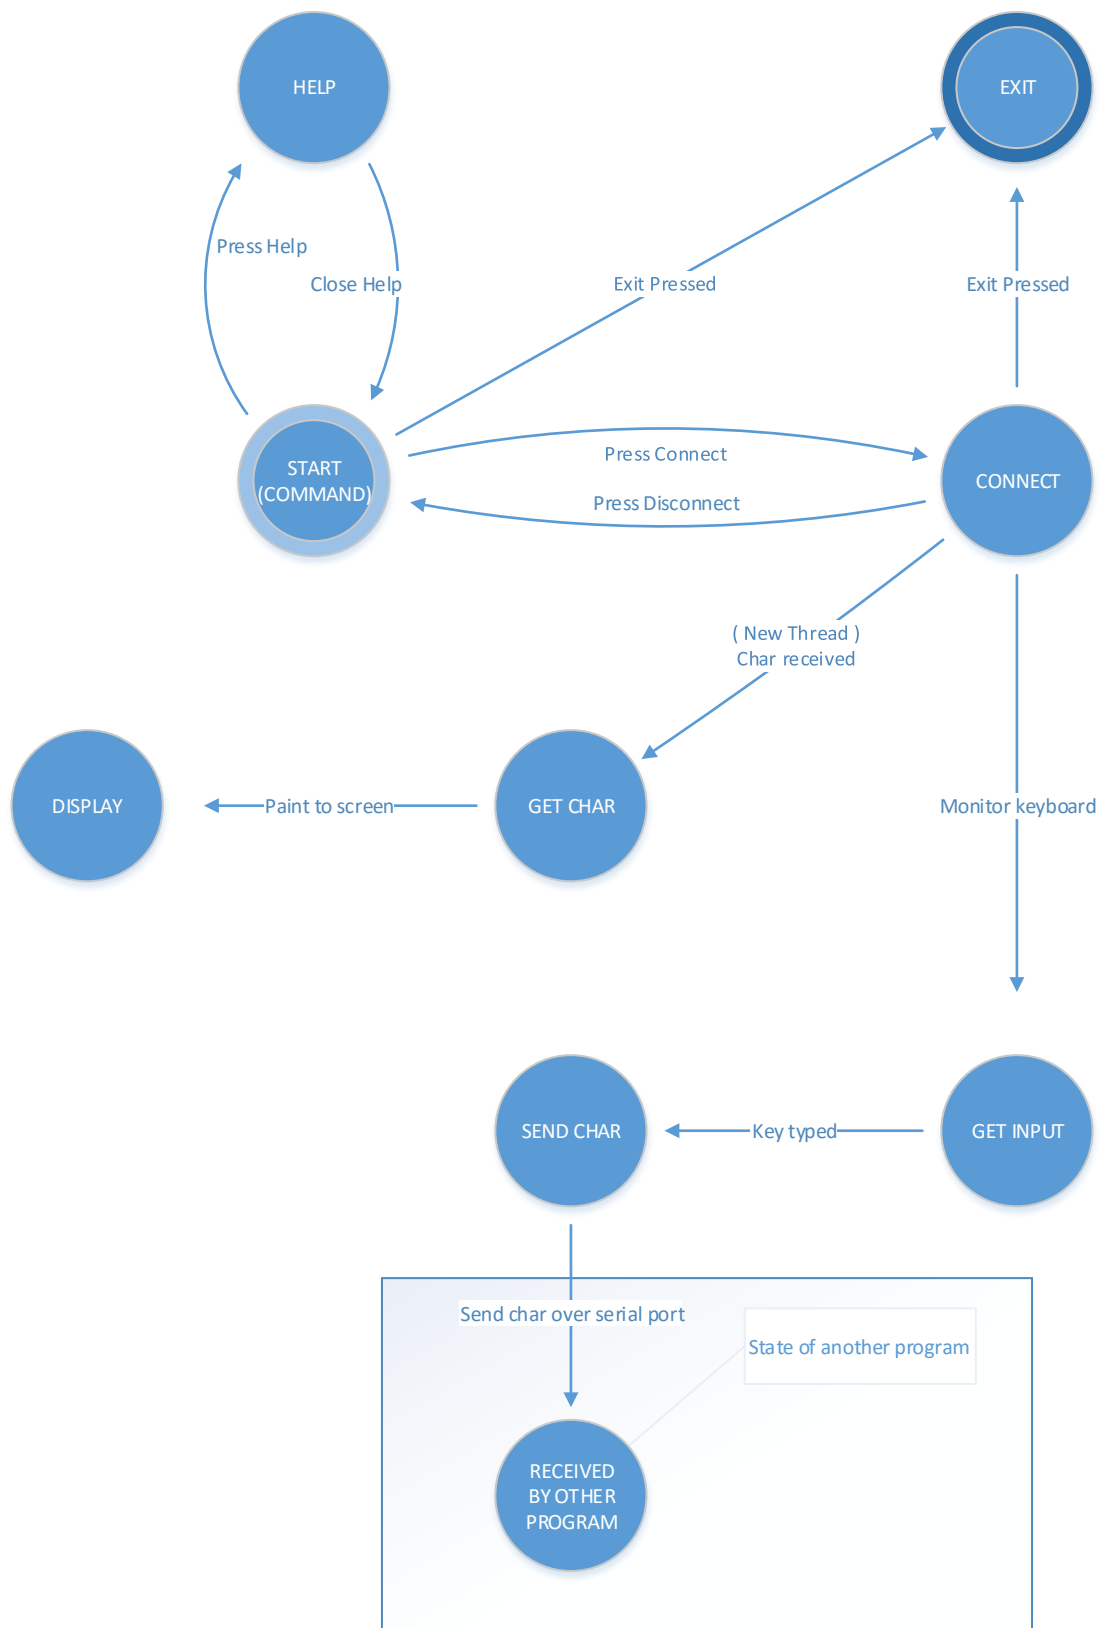 HELP
EXIT
Press Help
Close Help
Exit Pressed
Exit Pressed
START
(COMMAND)
Press Connect
CONNECT
Press Disconnect
( New Thread )
Char received
DISPLAY
Paint to screen
GET CHAR
Monitor keyboard
SEND CHAR
Key typed
GET INPUT
Send char over serial port
State of another program
RECEIVED
BY OTHER
PROGRAM